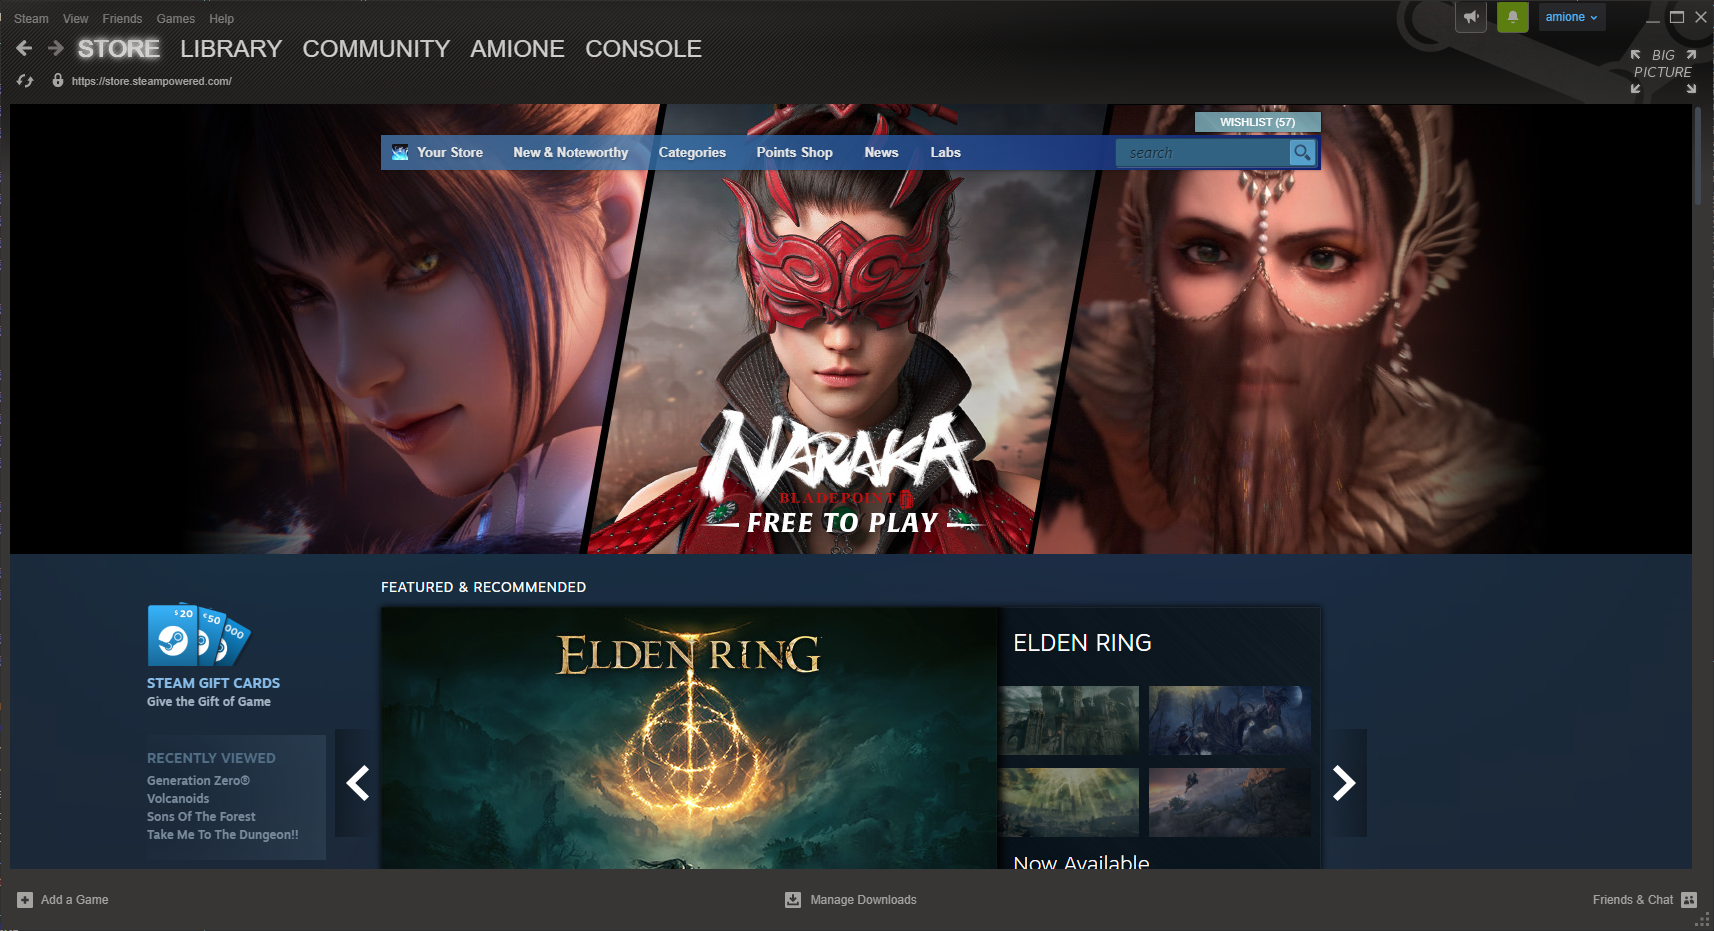 Steam View Friends Games Help
amione
STORE LIBRARY COMMUNITY AMIONE CONSOLE
BIG PICTURE
https://store.steampowered.com/
WISHLIST (57)
Your Store New & Noteworthy Categories Points Shop News Labs search
NARAKA
BLADEPOINT
FREE TO PLAY
FEATURED & RECOMMENDED
$20 €50 000
STEAM GIFT CARDS
Give the Gift of Game
RECENTLY VIEWED
Generation Zero®
Volcanoids
Sons Of The Forest
Take Me To The Dungeon!!
ELDEN RING
ELDEN RING
Now Available
Add a Game Manage Downloads Friends & Chat